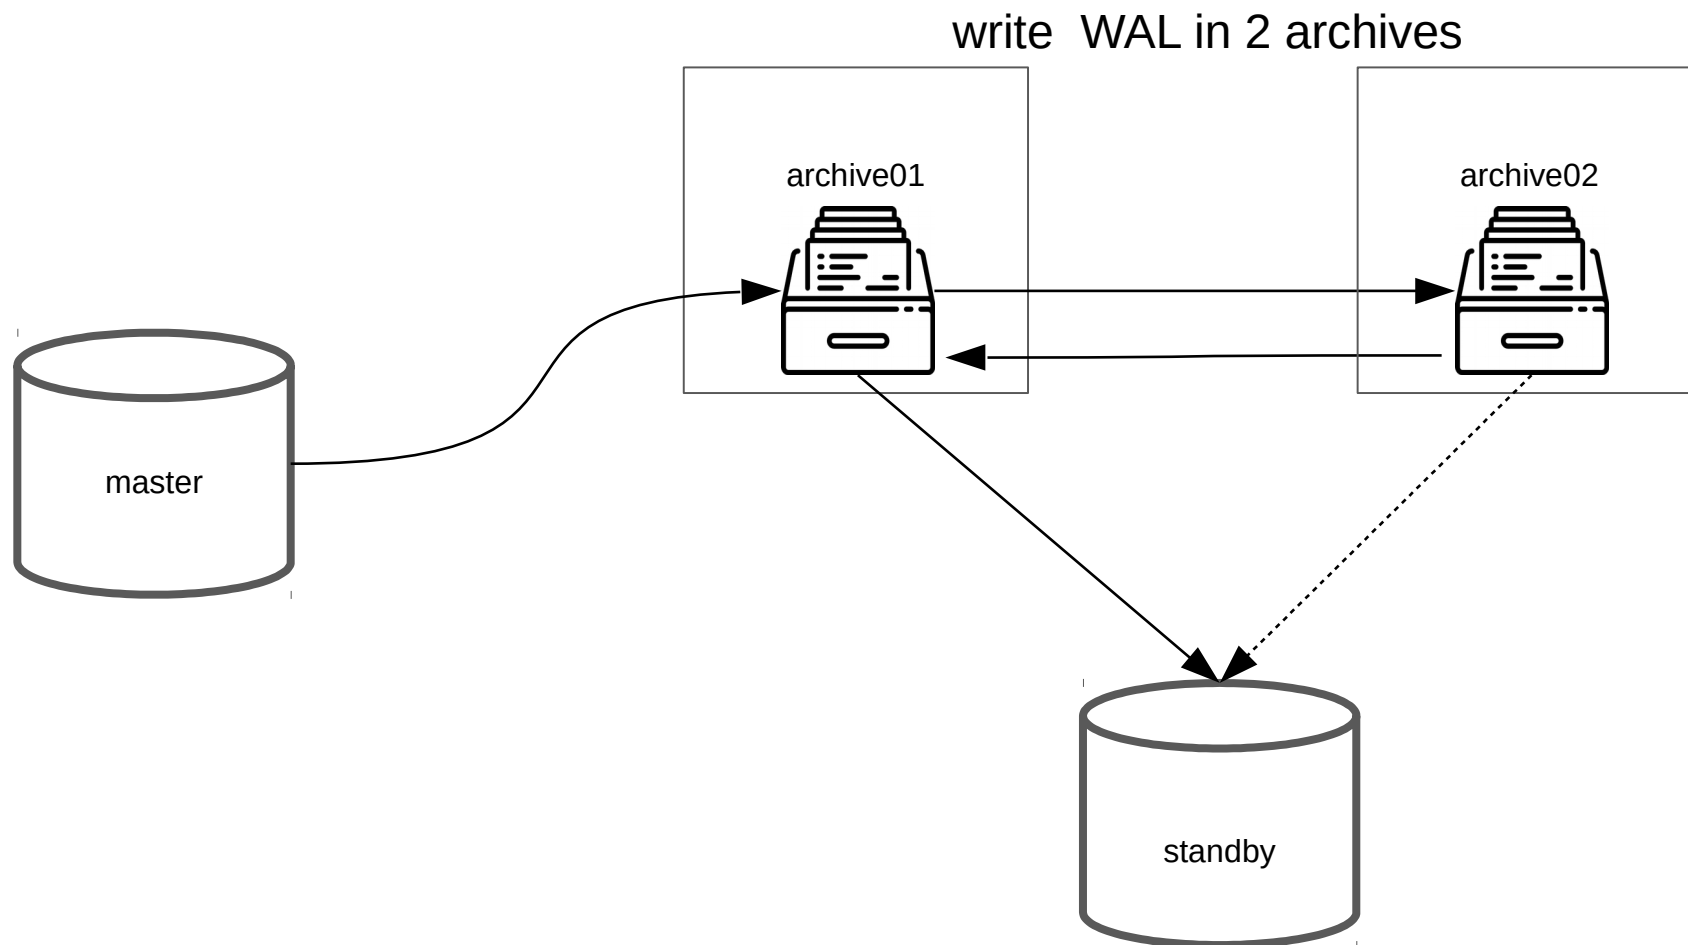 write  WAL in 2 archives
archive01
archive02
master
standby